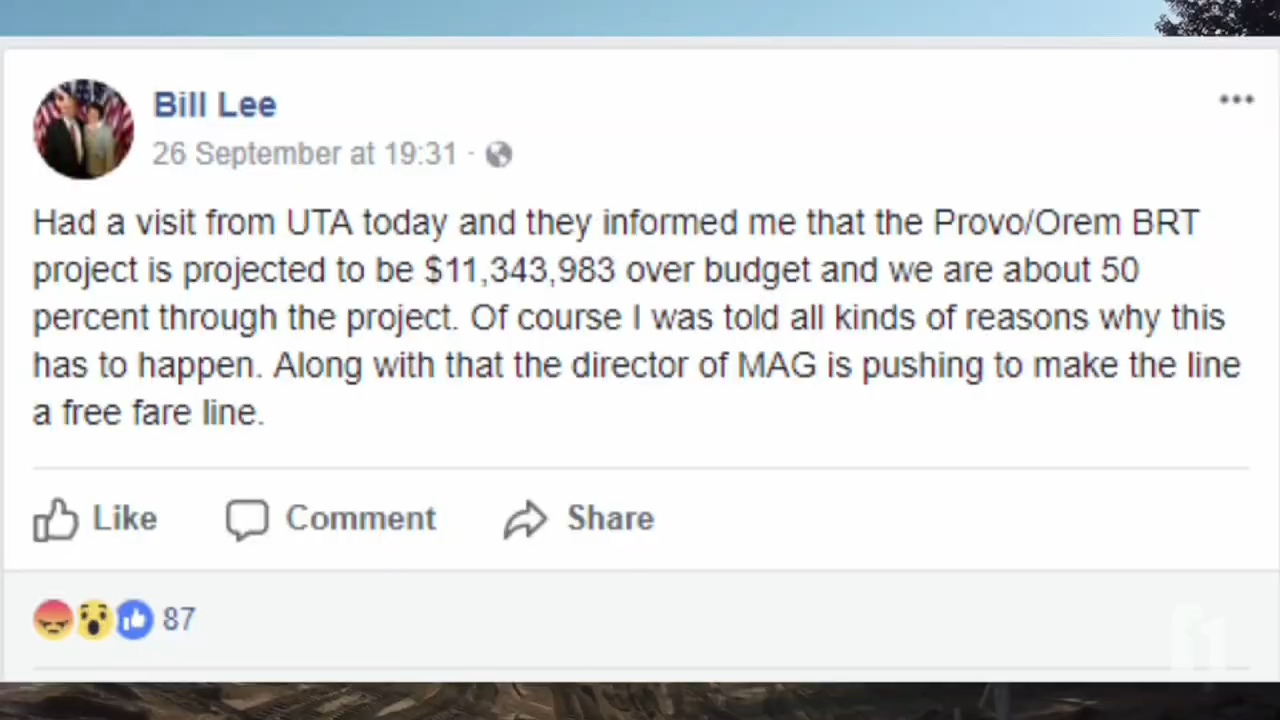 Bill Lee
26 September at 19:31 ·
Had a visit from UTA today and they informed me that the Provo/Orem BRT
project is projected to be $11,343,983 over budget and we are about 50
percent through the project. Of course I was told all kinds of reasons why this
has to happen. Along with that the director of MAG is pushing to make the line
a free fare line.
Like Comment Share
87